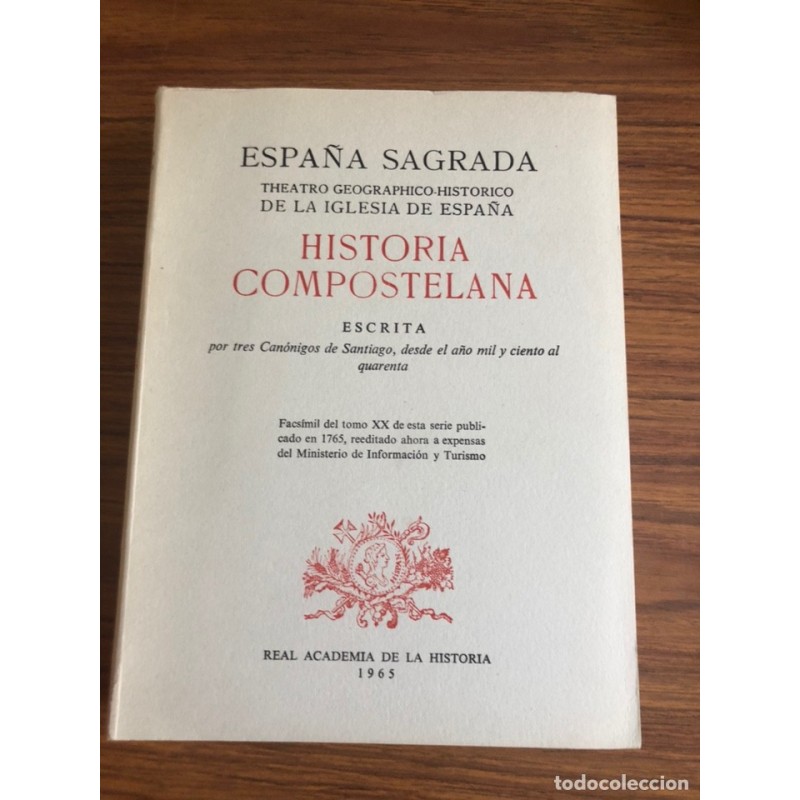 ESPAÑA SAGRADA
THEATRO GEOGRAPHICO-HISTORICO
DE LA IGLESIA DE ESPAÑA
HISTORIA
COMPOSTELANA
ESCRITA
por tres Canónigos de Santiago, desde el año mil y ciento al
quarenta
Facsímil del tomo XX de esta serie publi-
cado en 1765, reeditado ahora a expensas
del Ministerio de Información y Turismo
REAL ACADEMIA DE LA HISTORIA
1965
todocoleccion